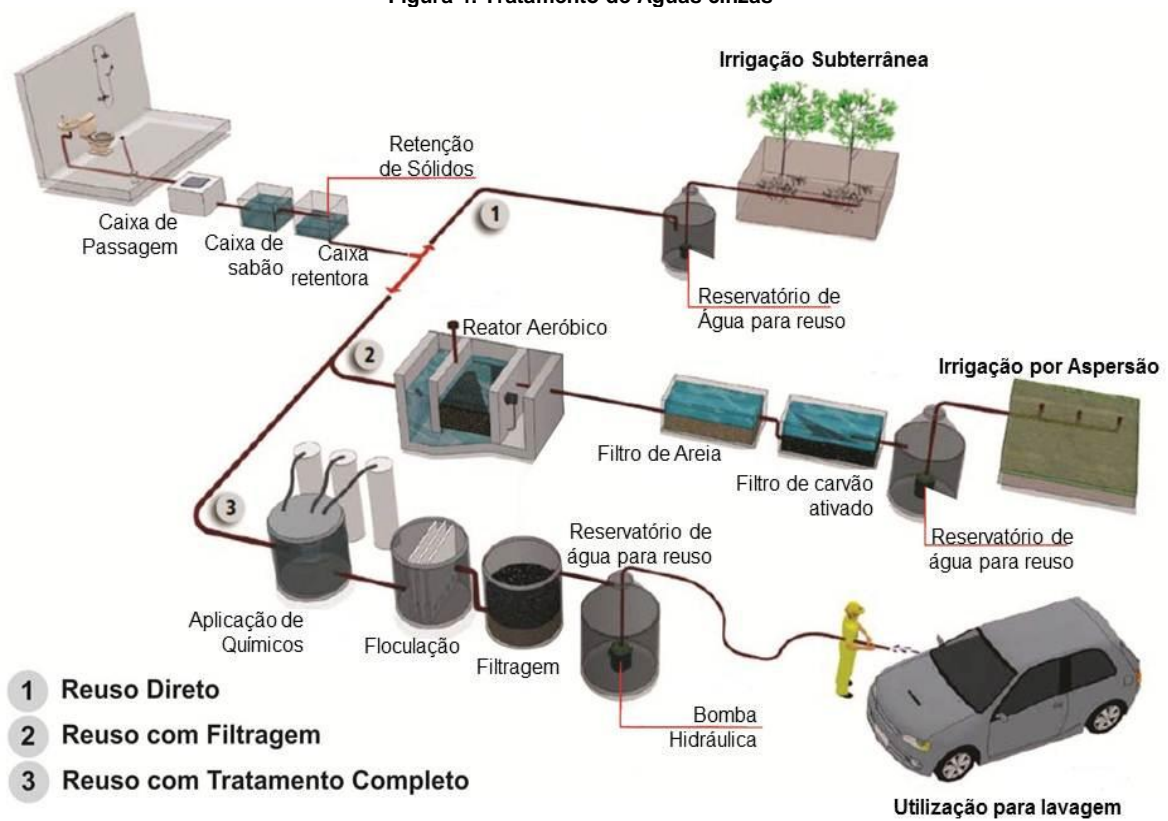 Figura 4. Tratamento de Águas cinzas
Irrigação Subterrânea
Retenção
de Sólidos
1
Caixa de
Passagem
Caixa de
sabão
Caixa
retentora
Reservatório de
Água para reuso
Reator Aeróbico
2
Irrigação por Aspersão
Filtro de Areia
Filtro de carvão
ativado
3
Reservatório de
água para reuso
Reservatório de
água para reuso
Aplicação de
Químicos
Floculação
Filtragem
Bomba
Hidráulica
1 Reuso Direto
2 Reuso com Filtragem
3 Reuso com Tratamento Completo
Utilização para lavagem